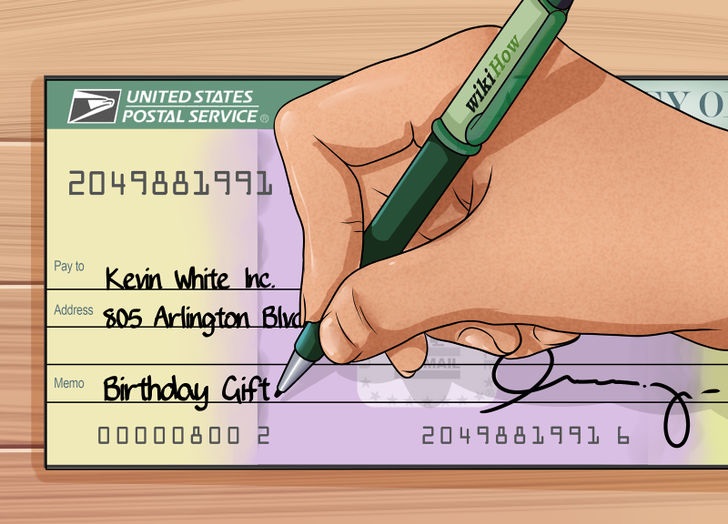 wikiHow
UNITED STATES
POSTAL SERVICE®
Y O
2049881991
Pay to Kevin White Inc.
Address 805 Arlington Blvd
MAIL
Memo Birthday Gift
00000800 2 2049881991 6